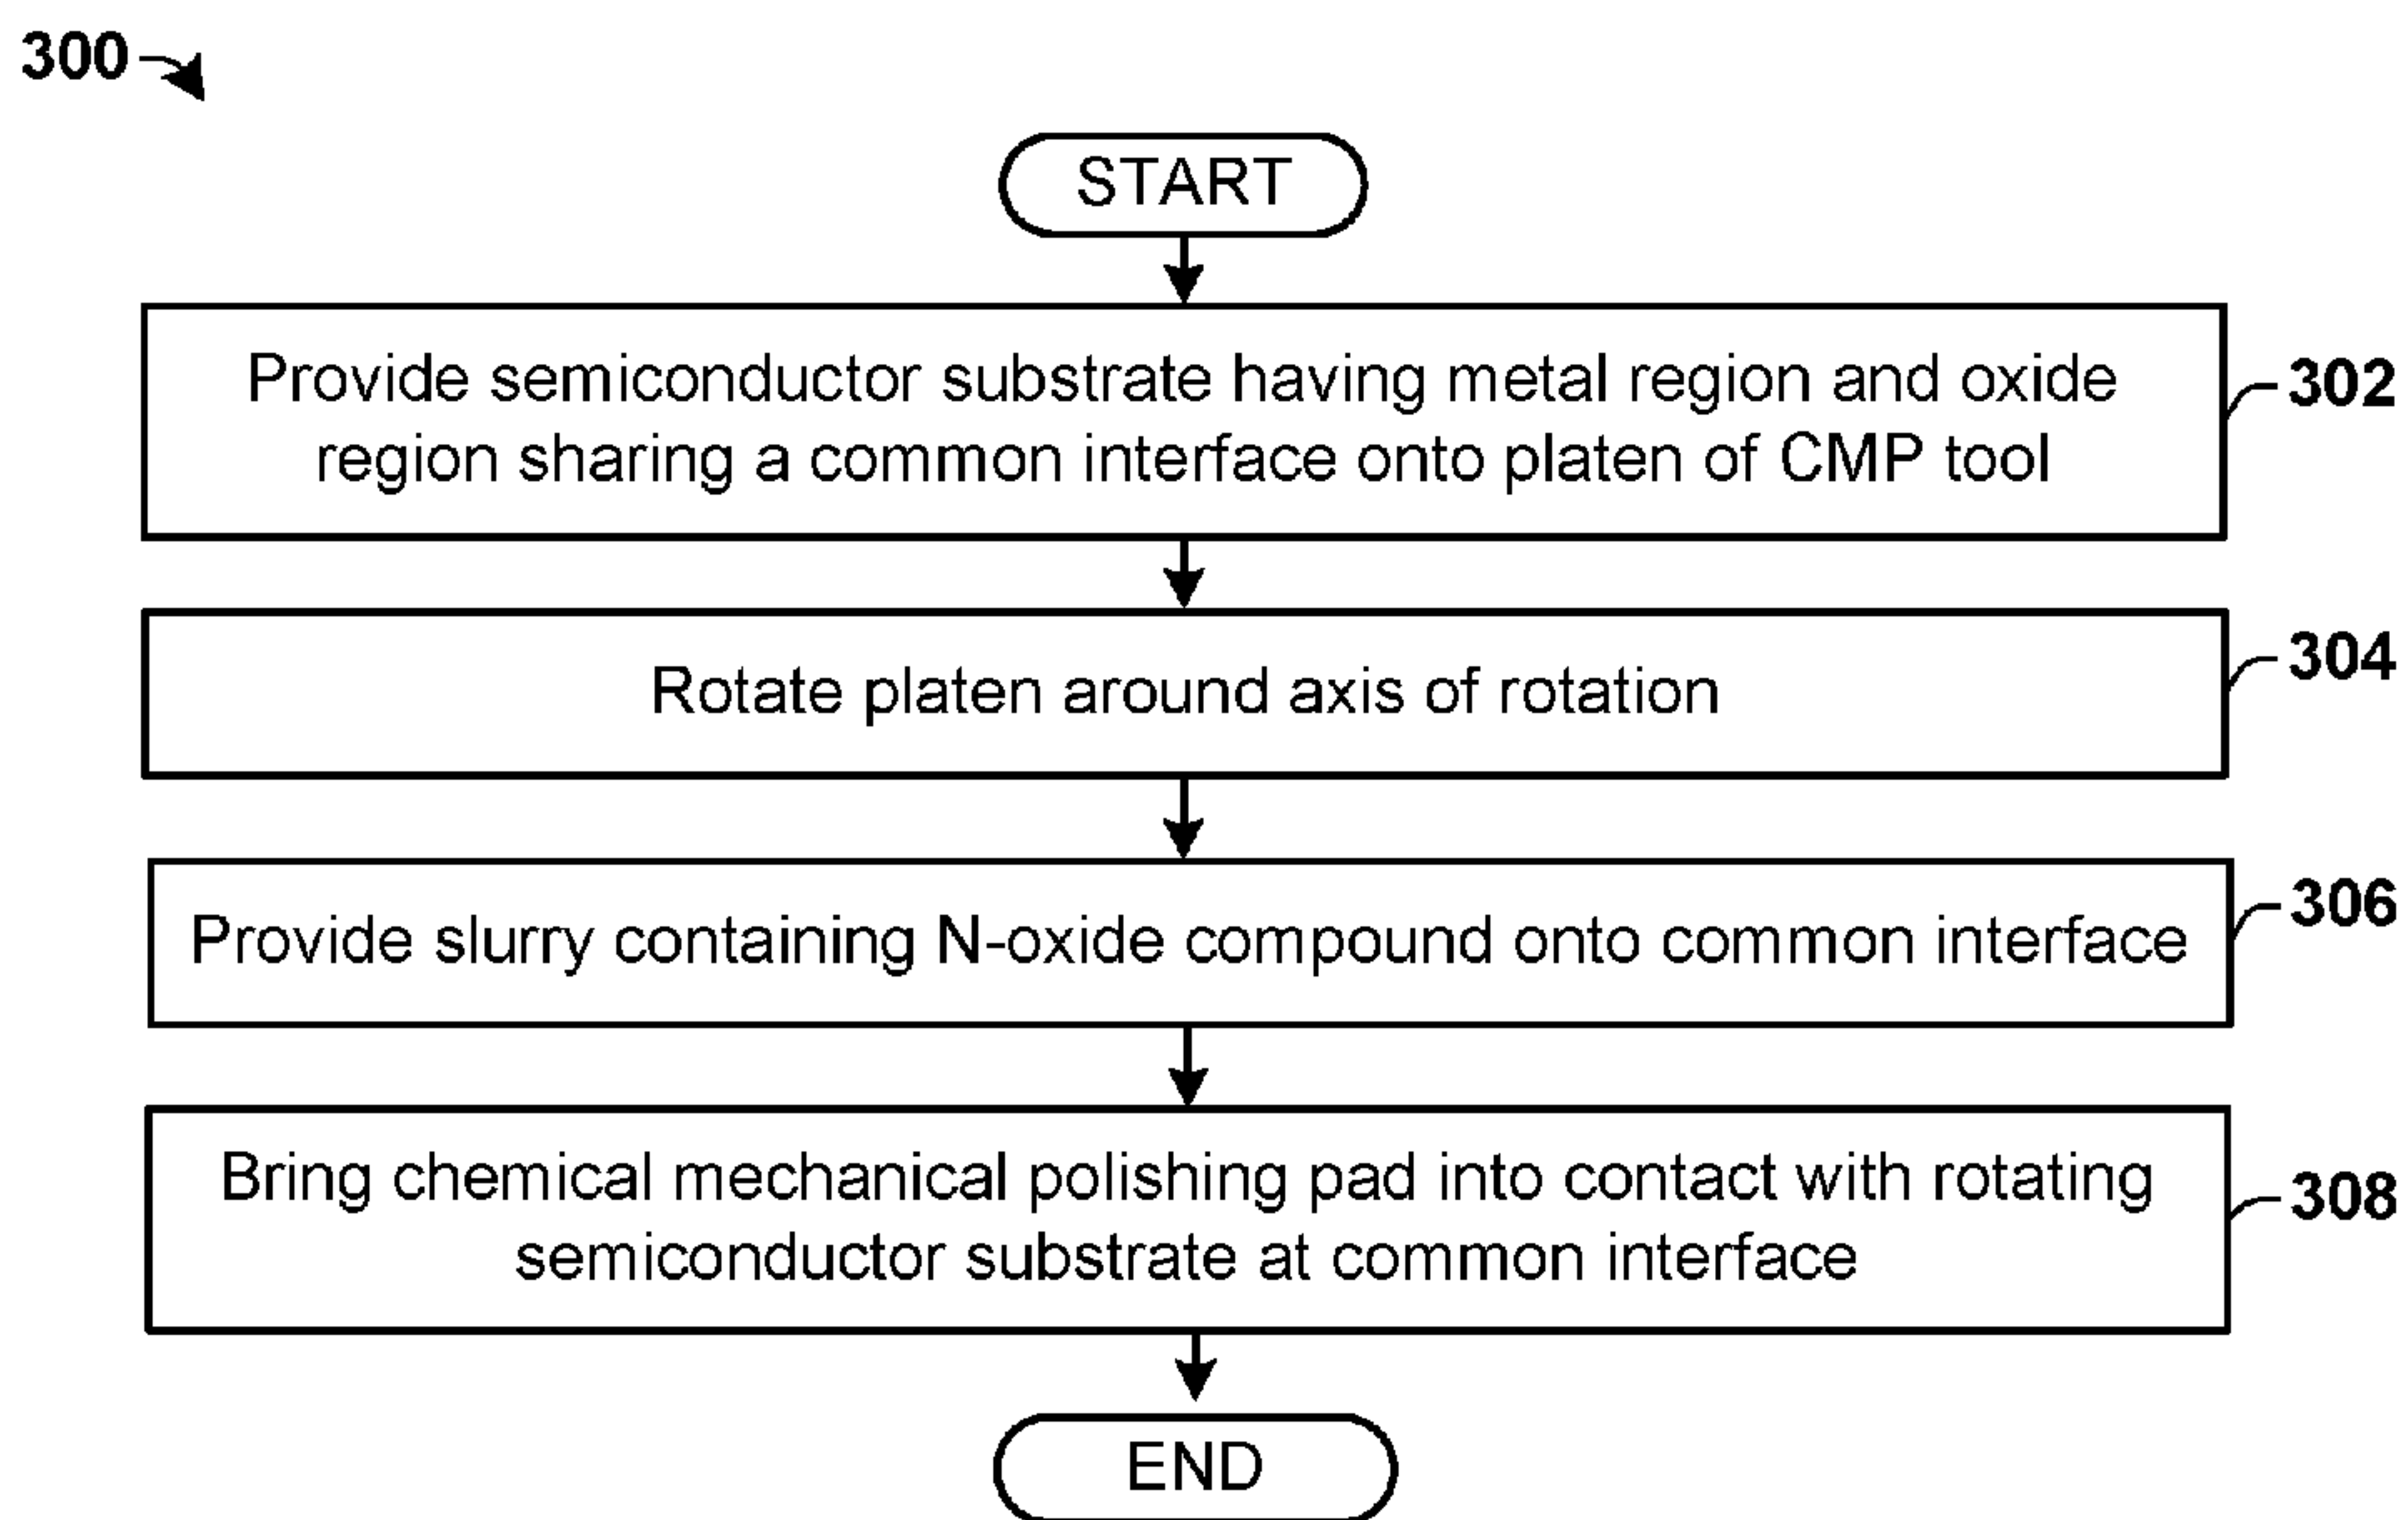 300
START
Provide semiconductor substrate having metal region and oxide
region sharing a common interface onto platen of CMP tool
302
Rotate platen around axis of rotation
304
Provide slurry containing N-oxide compound onto common interface
306
Bring chemical mechanical polishing pad into contact with rotating
semiconductor substrate at common interface
308
END